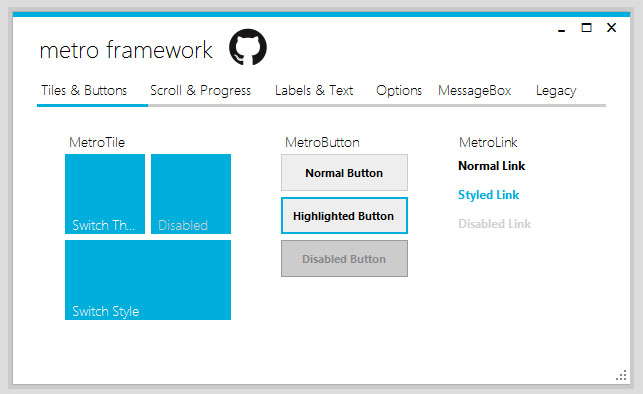 metro framework
Tiles & Buttons Scroll & Progress Labels & Text Options MessageBox Legacy
MetroTile MetroButton MetroLink
Normal Button Normal Link
Styled Link
Switch Th... Disabled Highlighted Button Disabled Link
Disabled Button
Switch Style